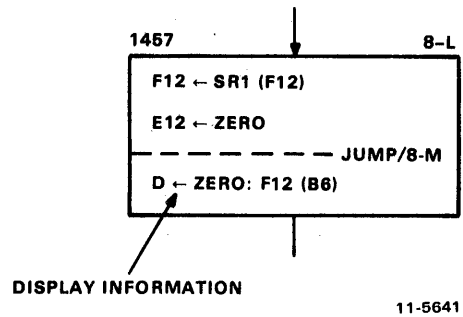 1457 8-L
F12 ← SR1 (F12)
E12 ← ZERO
JUMP/8-M
D ← ZERO: F12 (B6)
DISPLAY INFORMATION
11-5641